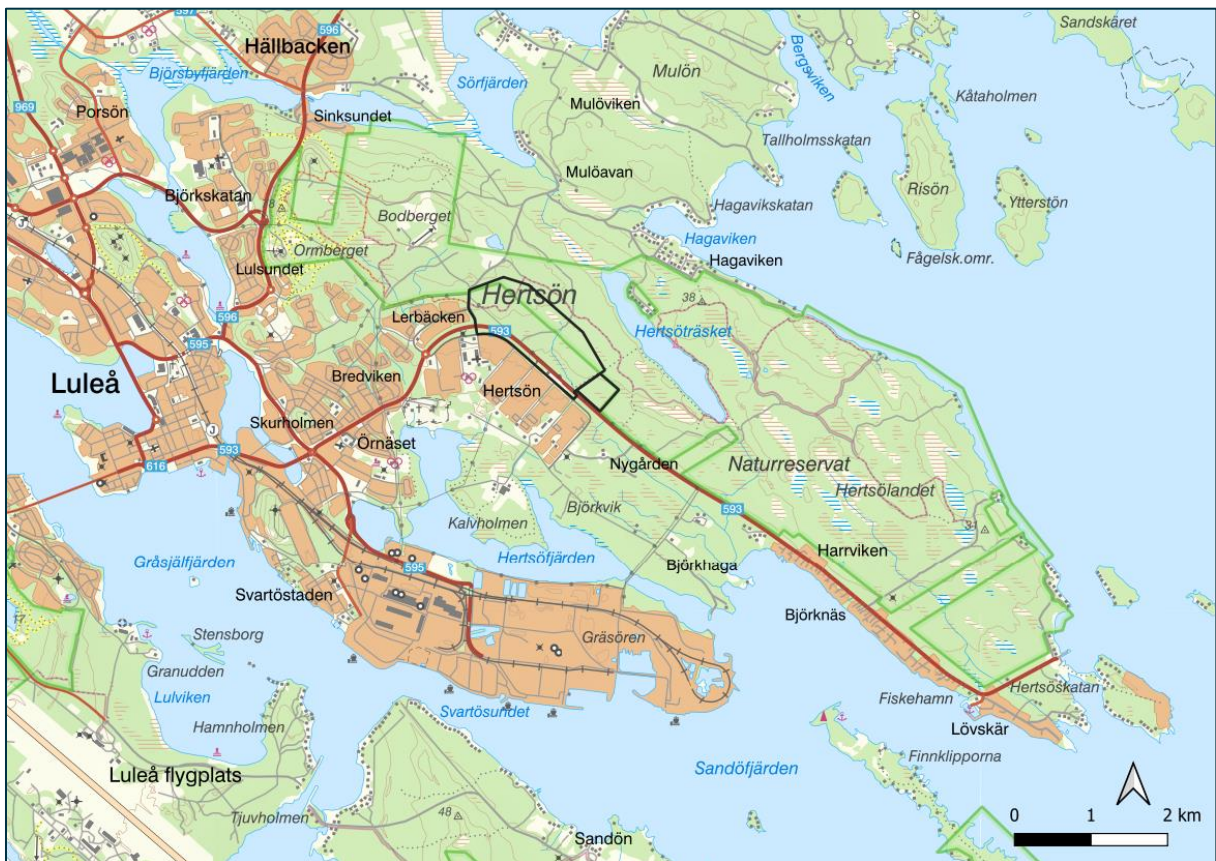 597
596
Sandskäret
Hällbacken
Björsbyfjärden
Sörfjärden
Mulön
Bergsviken
969
Porsön
Kåtaholmen
Sinksundet
Mulöviken
Tallholmsskatan
Mulöavan
Björkskatan
Risön
8
Bodberget
Hagavikskatan
Ytterstön
Ormberget
Hagaviken
Fågelsk.omr.
Lulsundet
Hagaviken
Hertsön
38
596
Lerbäcken
593
Hertsöträsket
595
Luleå
Bredviken
Hertsön
Skurholmen
Örnäset
593
Nygården
616
Naturreservat
Hertsölandet
Kalvholmen
Björkvik
593
31
Gråsjälfjärden
Hertsöfjärden
Harrviken
595
Björkhaga
Svartöstaden
Björknäs
17
Stensborg
Gräsören
Granudden
Hertsöskatan
Lulviken
Fiskehamn
Hamnholmen
Svartösundet
Lövskär
Finnklipporna
Luleå flygplats
Sandöfjärden
Tjuvholmen
48
0 1 2 km
Sandön